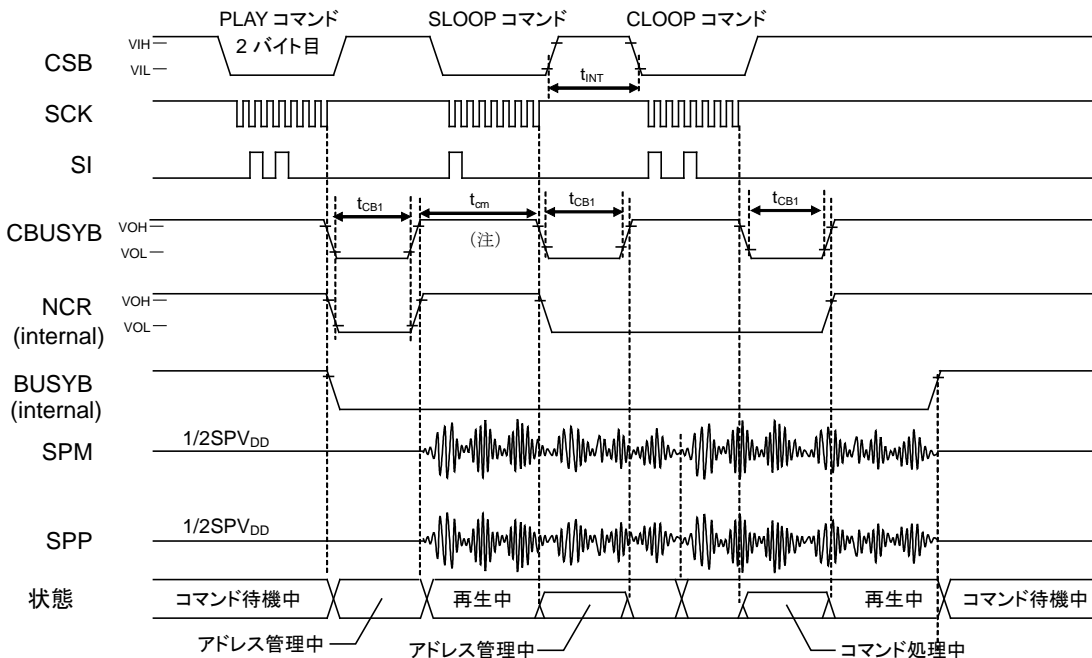 PLAY コマンド
2 バイト目
SLOOP コマンド
CLOOP コマンド
CSB
VIH
VIL
tINT
SCK
SI
tCB1
tcm
tCB1
tCB1
CBUSYB
VOH
VOL
（注）
NCR
(internal)
VOH
VOL
BUSYB
(internal)
SPM
1/2SPVDD
SPP
1/2SPVDD
状態
コマンド待機中
再生中
再生中
コマンド待機中
アドレス管理中
アドレス管理中
コマンド処理中